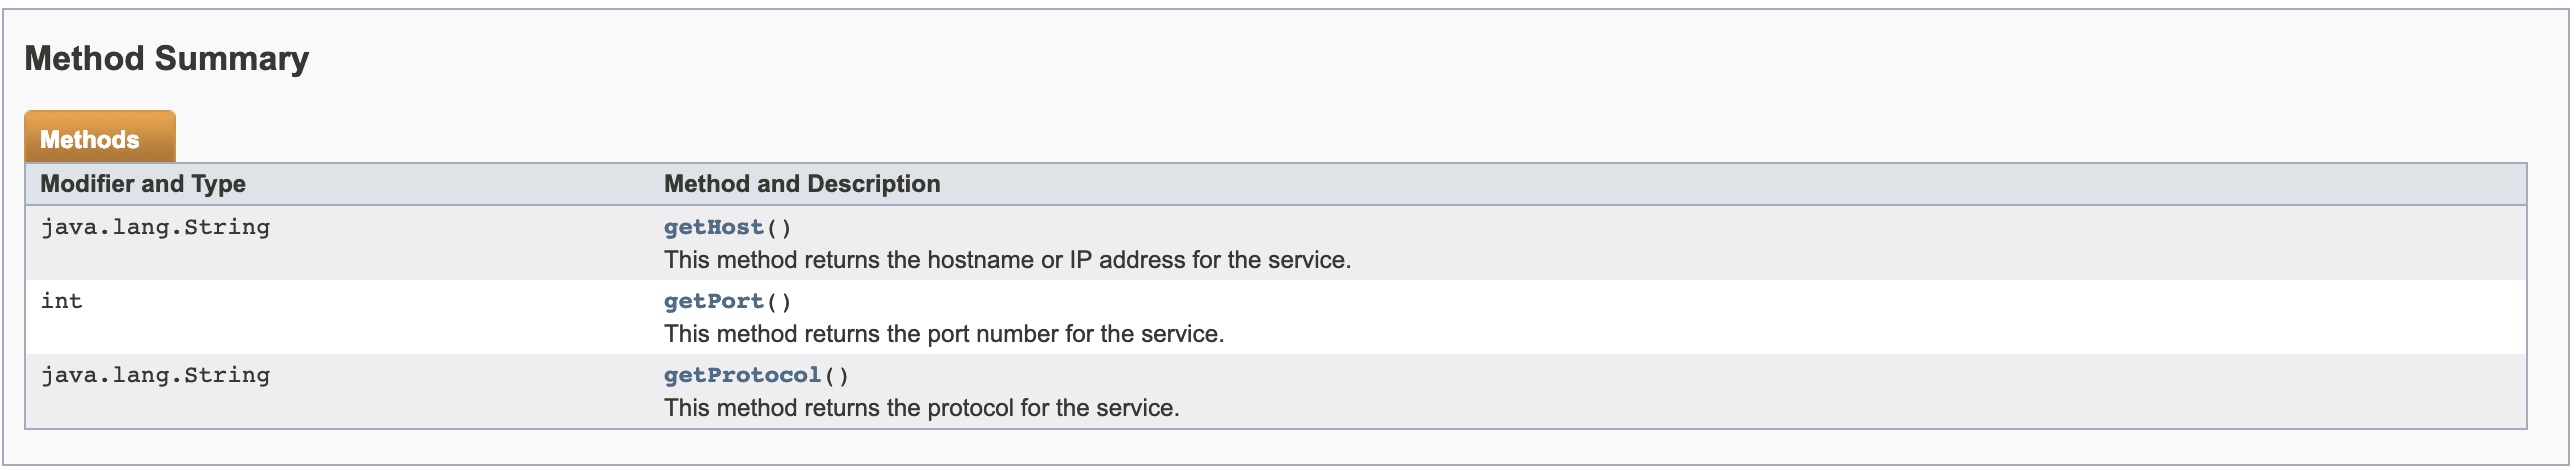 Method Summary
Methods
Modifier and Type Method and Description
java.lang.String getHost()
This method returns the hostname or IP address for the service.
int getPort()
This method returns the port number for the service.
java.lang.String getProtocol()
This method returns the protocol for the service.